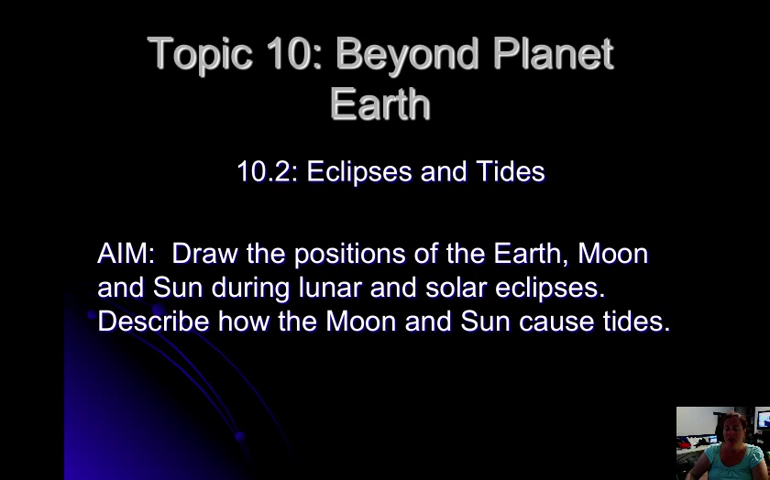 Topic 10: Beyond Planet
Earth
10.2: Eclipses and Tides
AIM:  Draw the positions of the Earth, Moon
and Sun during lunar and solar eclipses.
Describe how the Moon and Sun cause tides.